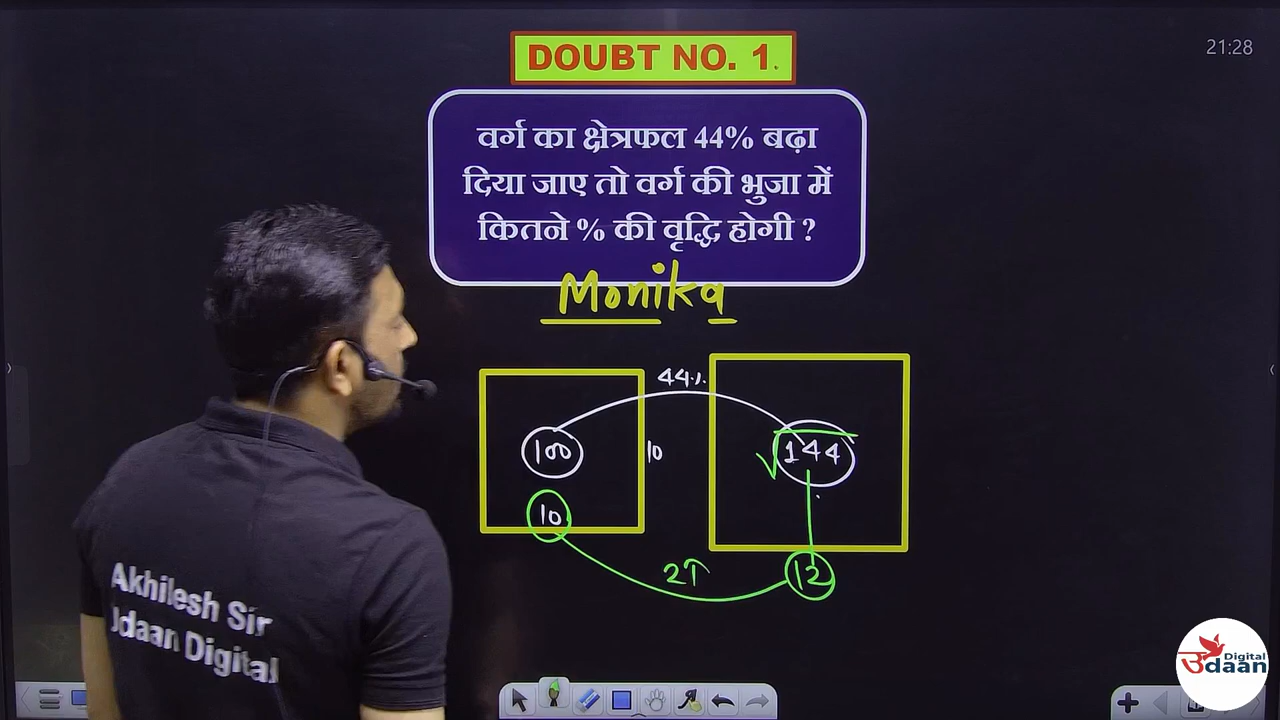 DOUBT NO. 1.
21:28
वर्ग का क्षेत्रफल 44% बढ़ा
दिया जाए तो वर्ग की भुजा में
कितने % की वृद्धि होगी ?
Monika
44%
100
10
√144
10
2↑
12
Akhilesh Sir
Udaan Digital
Digital
उdaan